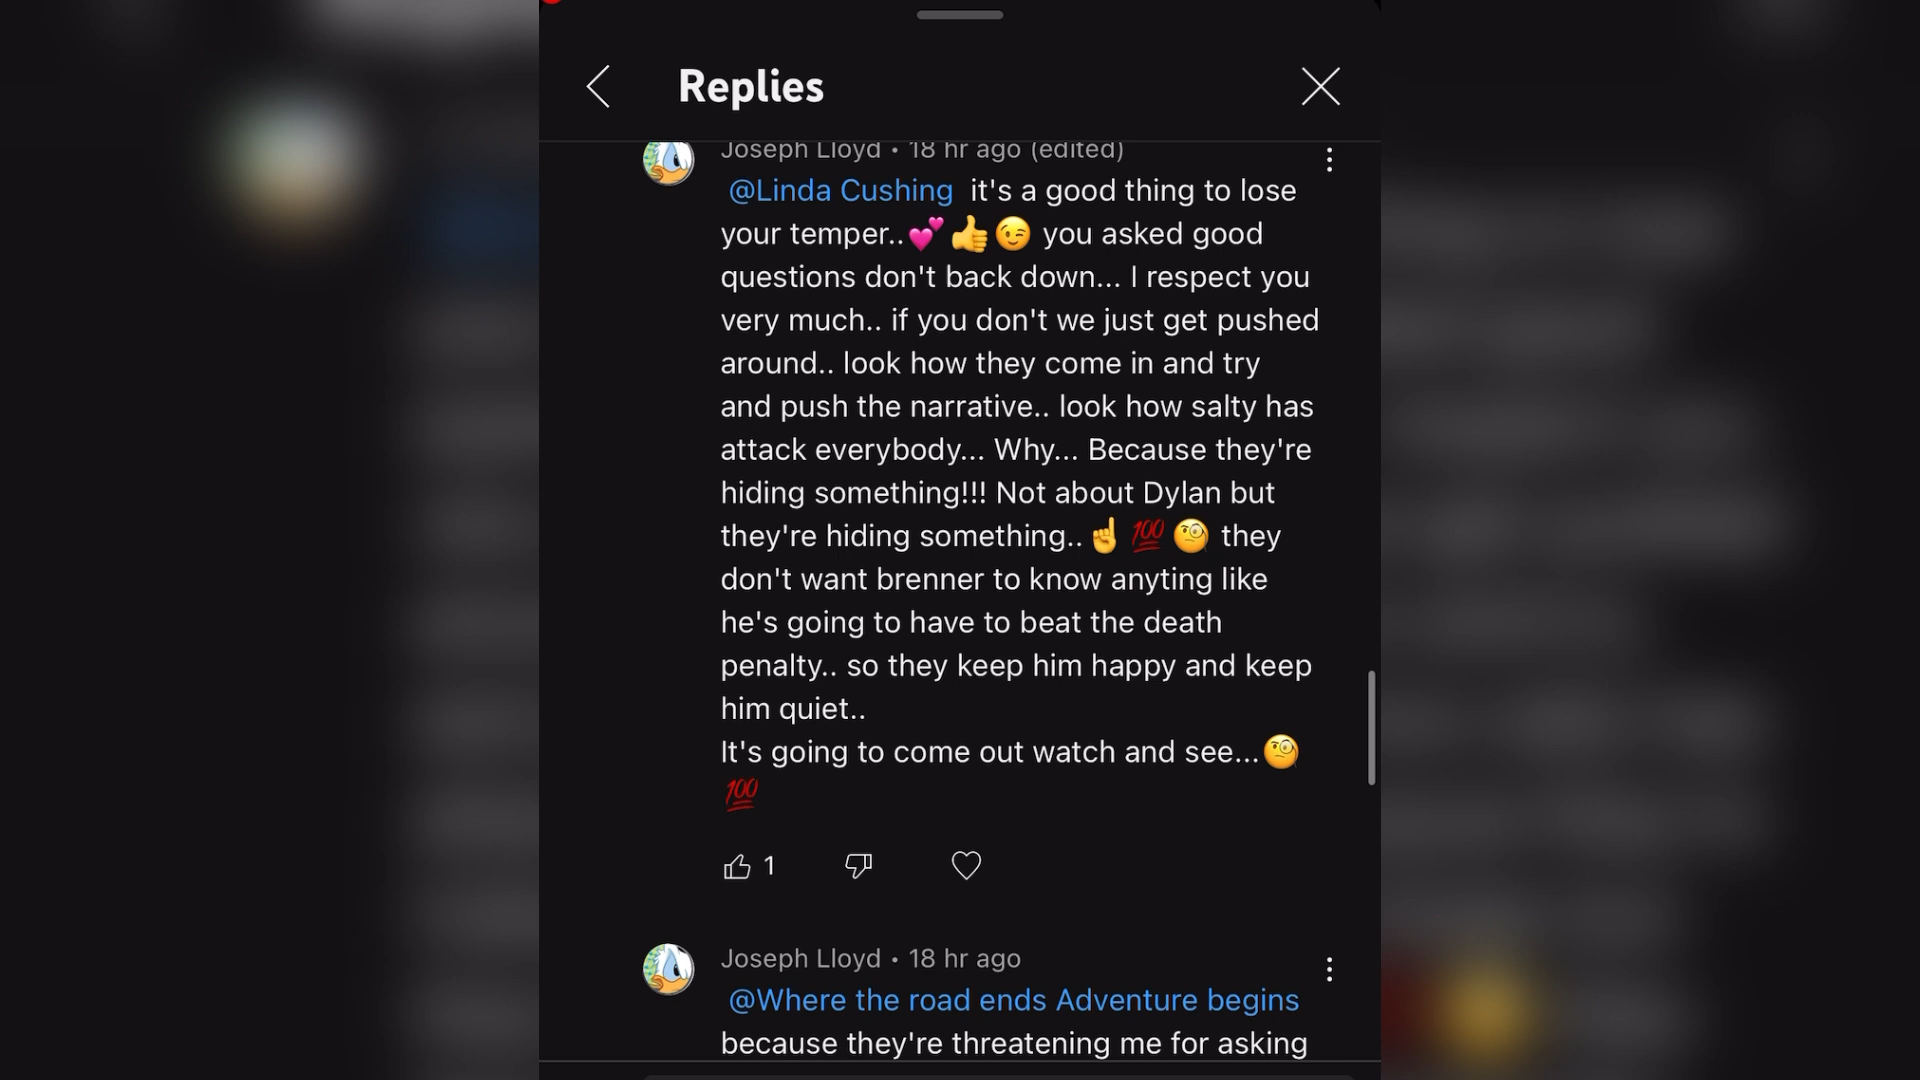 Replies
Joseph Lloyd • 18 hr ago (edited)
@Linda Cushing it's a good thing to lose
your temper..💕👍😉 you asked good
questions don't back down... I respect you
very much.. if you don't we just get pushed
around.. look how they come in and try
and push the narrative.. look how salty has
attack everybody... Why... Because they're
hiding something!!! Not about Dylan but
they're hiding something..☝️💯🧐 they
don't want brenner to know anyting like
he's going to have to beat the death
penalty.. so they keep him happy and keep
him quiet..
It's going to come out watch and see...🧐
💯
1
Joseph Lloyd • 18 hr ago
@Where the road ends Adventure begins
because they're threatening me for asking